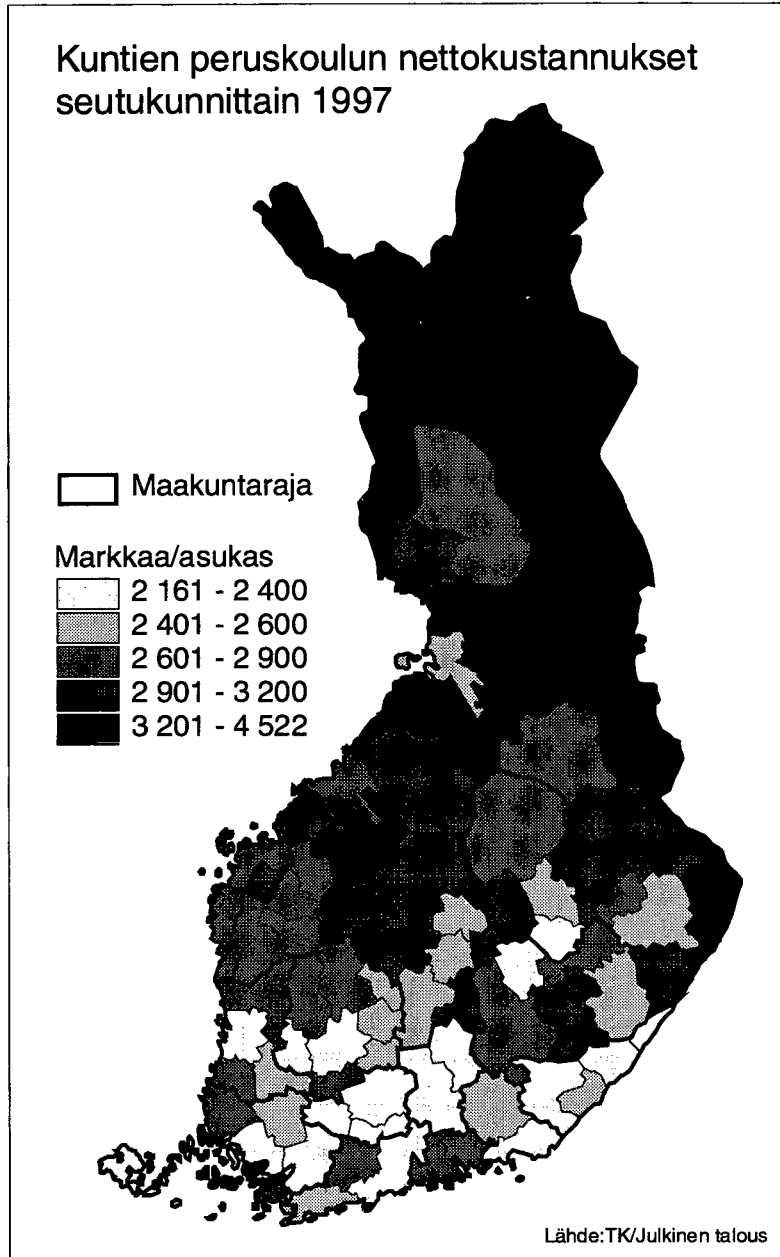 Kuntien peruskoulun nettokustannukset
seutukunnittain 1997
Maakuntaraja
Markkaa/asukas
2 161 - 2 400
2 401 - 2 600
2 601 - 2 900
2 901 - 3 200
3 201 - 4 522
Lähde:TK/Julkinen talous